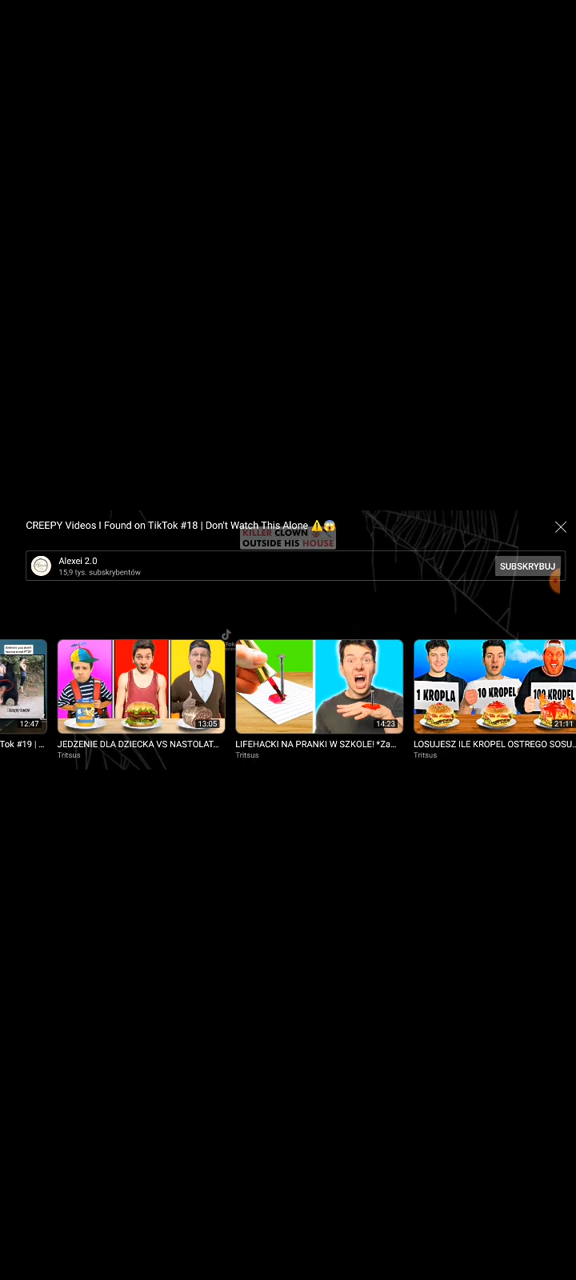 CREEPY Videos I Found on TikTok #18 | Don't Watch This Alone ⚠️😱
KILLER CLOWN
OUTSIDE HIS HOUSE
Alexei 2.0
15,9 tys. subskrybentów
SUBSKRYBUJ
12:47
13:05
14:23
1 KROPLA
10 KROPEL
100 KROPEL
21:11
Tok #19 | ...
JEDZENIE DLA DZIECKA VS NASTOLAT...
Tritsus
LIFEHACKI NA PRANKI W SZKOLE! *Za...
Tritsus
LOSUJESZ ILE KROPEL OSTREGO SOSU...
Tritsus